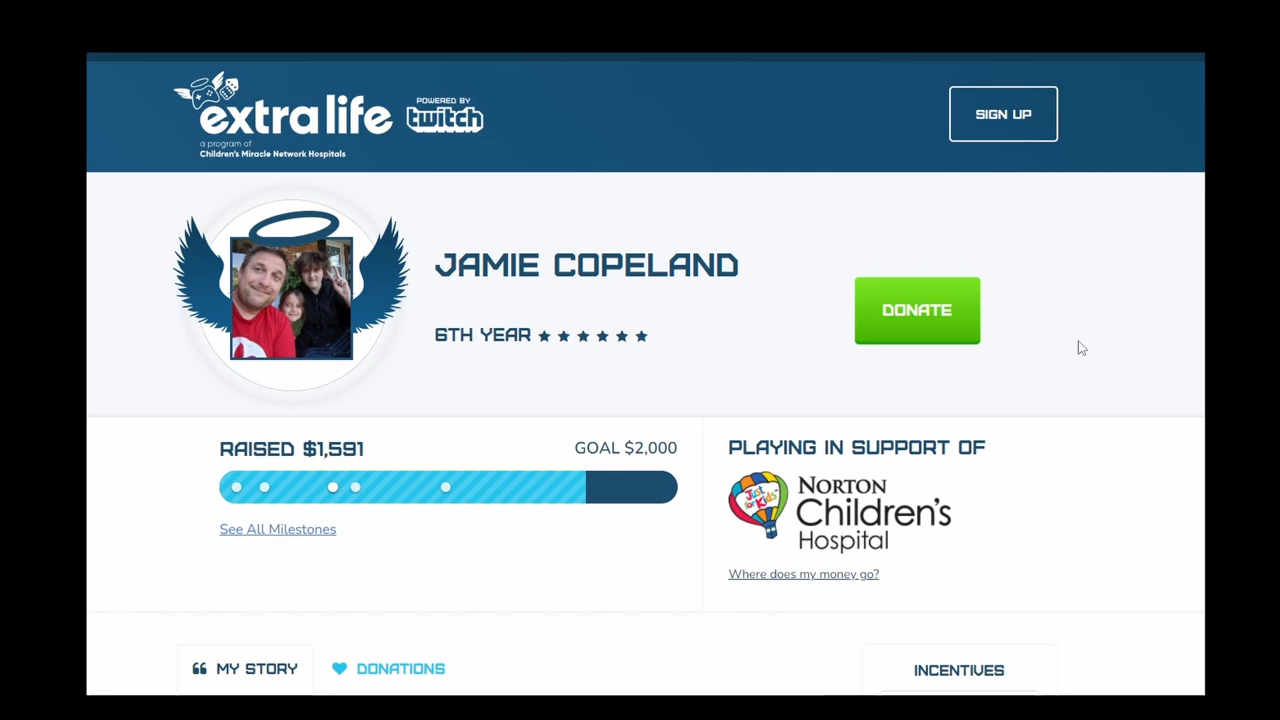 extra life
POWERED BY
twitch
a program of
Children's Miracle Network Hospitals
SIGN UP
JAMIE COPELAND
6TH YEAR
DONATE
RAISED $1,591
GOAL $2,000
See All Milestones
PLAYING IN SUPPORT OF
Just for Kids
NORTON
Children's
Hospital
Where does my money go?
MY STORY
DONATIONS
INCENTIVES